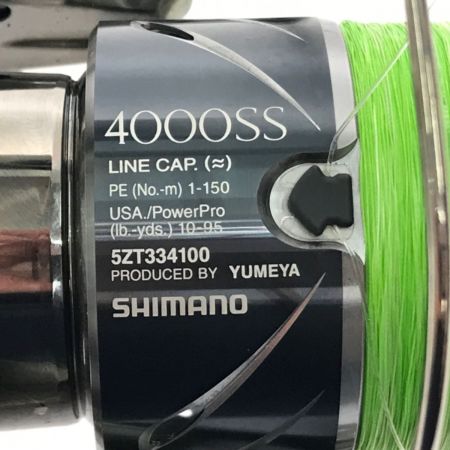 4000SS
LINE CAP. (≈)
PE (No.-m) 1-150
USA./PowerPro
(lb.-yds.) 10-95
5ZT334100
PRODUCED BY YUMEYA
SHIMANO